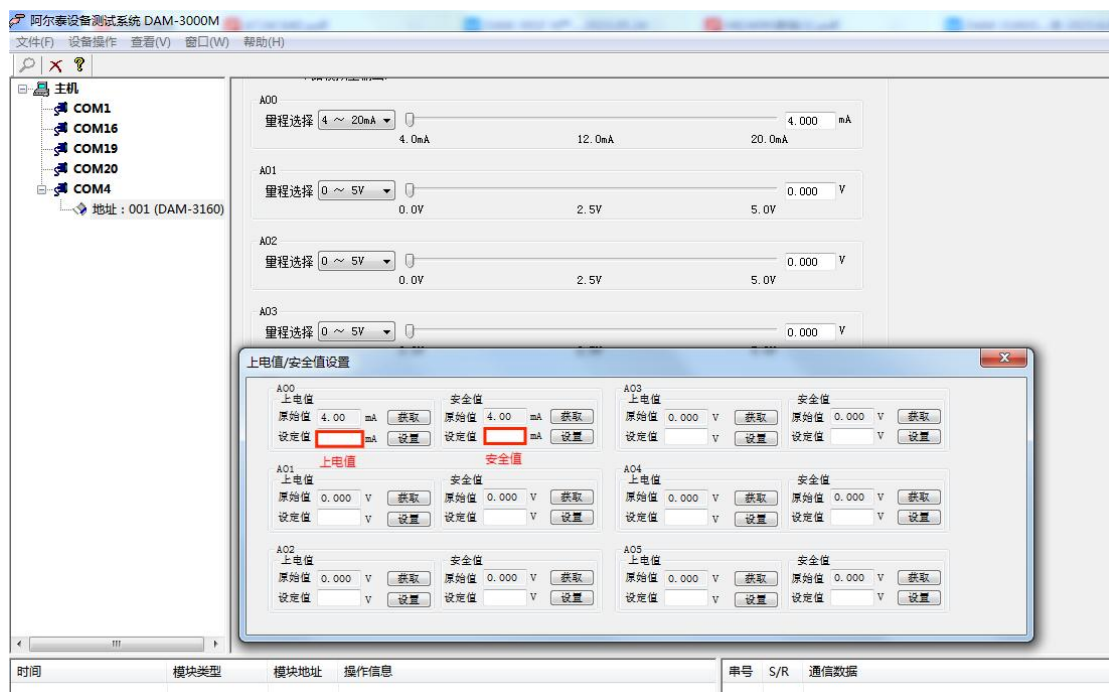 阿尔泰设备测试系统 DAM-3000M
文件(F) 设备操作 查看(V) 窗口(W) 帮助(H)
主机
COM1
COM16
COM19
COM20
COM4
地址：001 (DAM-3160)
AO0
量程选择 4 ～ 20mA 4.000 mA
4.0mA 12.0mA 20.0mA
AO1
量程选择 0 ～ 5V 0.000 V
0.0V 2.5V 5.0V
AO2
量程选择 0 ～ 5V 0.000 V
0.0V 2.5V 5.0V
AO3
量程选择 0 ～ 5V 0.000 V
上电值/安全值设置
AO0
上电值 安全值
原始值 4.00 mA 获取 原始值 4.00 mA 获取
设定值 mA 设置 设定值 mA 设置
上电值 安全值
AO3
上电值 安全值
原始值 0.000 V 获取 原始值 0.000 V 获取
设定值 V 设置 设定值 V 设置
AO1
上电值 安全值
原始值 0.000 V 获取 原始值 0.000 V 获取
设定值 V 设置 设定值 V 设置
AO4
上电值 安全值
原始值 0.000 V 获取 原始值 0.000 V 获取
设定值 V 设置 设定值 V 设置
AO2
上电值 安全值
原始值 0.000 V 获取 原始值 0.000 V 获取
设定值 V 设置 设定值 V 设置
AO5
上电值 安全值
原始值 0.000 V 获取 原始值 0.000 V 获取
设定值 V 设置 设定值 V 设置
时间 模块类型 模块地址 操作信息 串号 S/R 通信数据